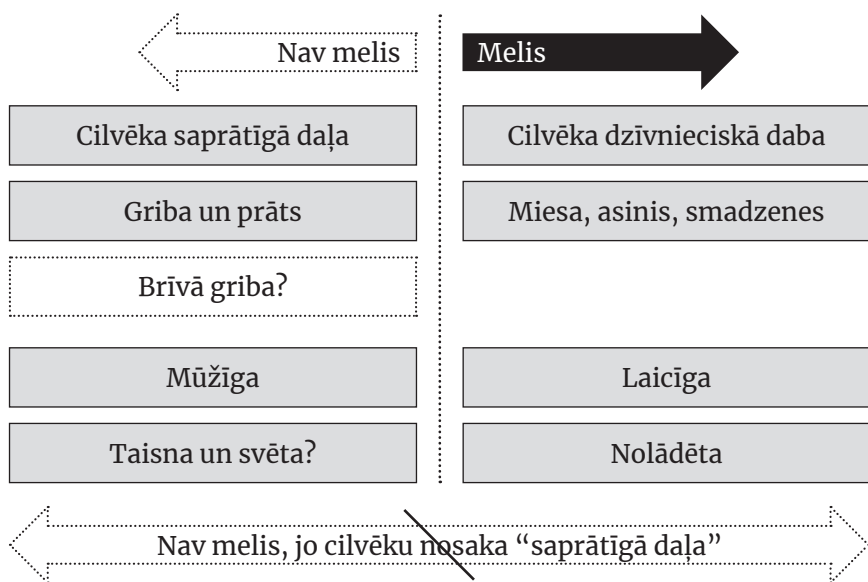 Nav melis
Melis
Cilvēka saprātīgā daļa
Cilvēka dzīvnieciskā daba
Griba un prāts
Miesa, asinis, smadzenes
Brīvā griba?
Mūžīga
Laicīga
Taisna un svēta?
Nolādēta
Nav melis, jo cilvēku nosaka “saprātīgā daļa”